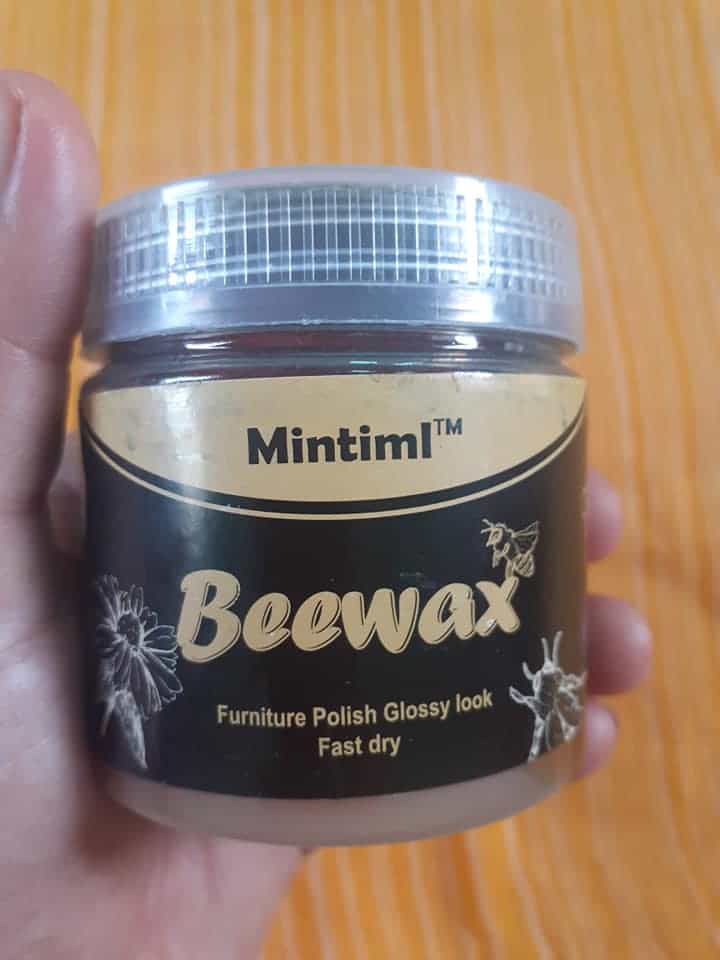 Mintiml™
Beewax
Furniture Polish Glossy look
Fast dry